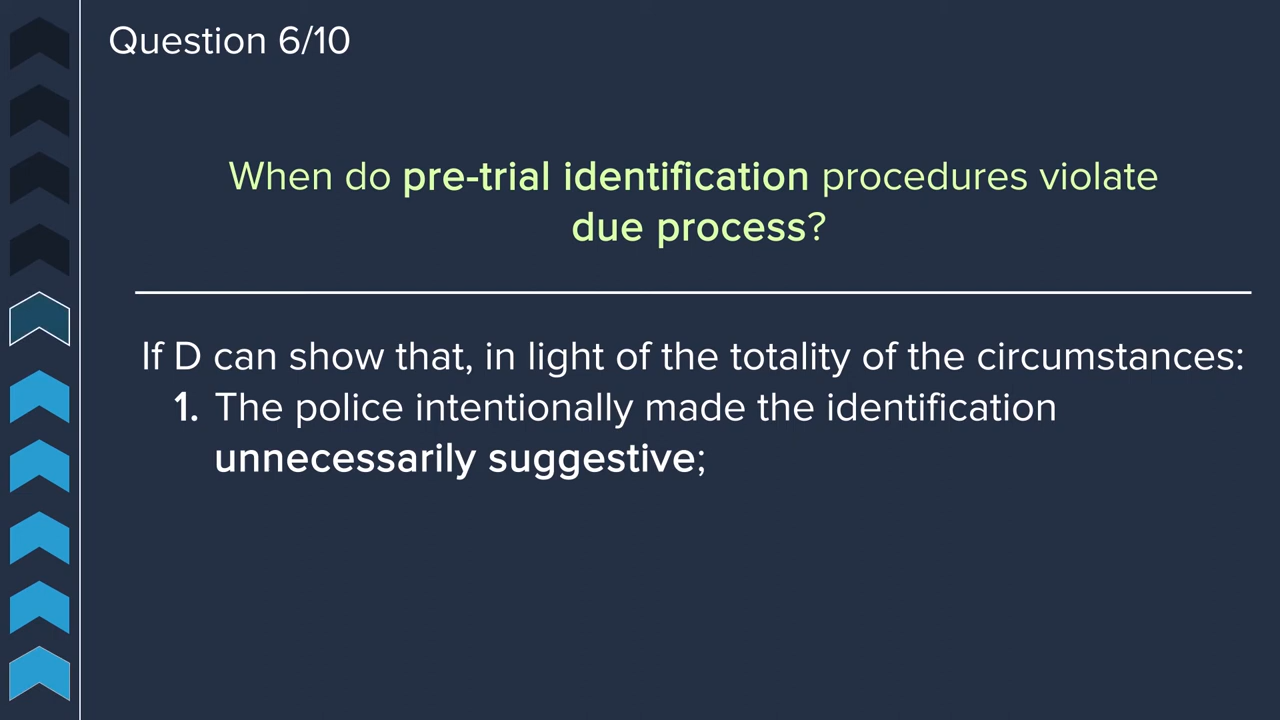 Question 6/10
When do pre-trial identification procedures violate
due process?
If D can show that, in light of the totality of the circumstances:
1. The police intentionally made the identification
unnecessarily suggestive;